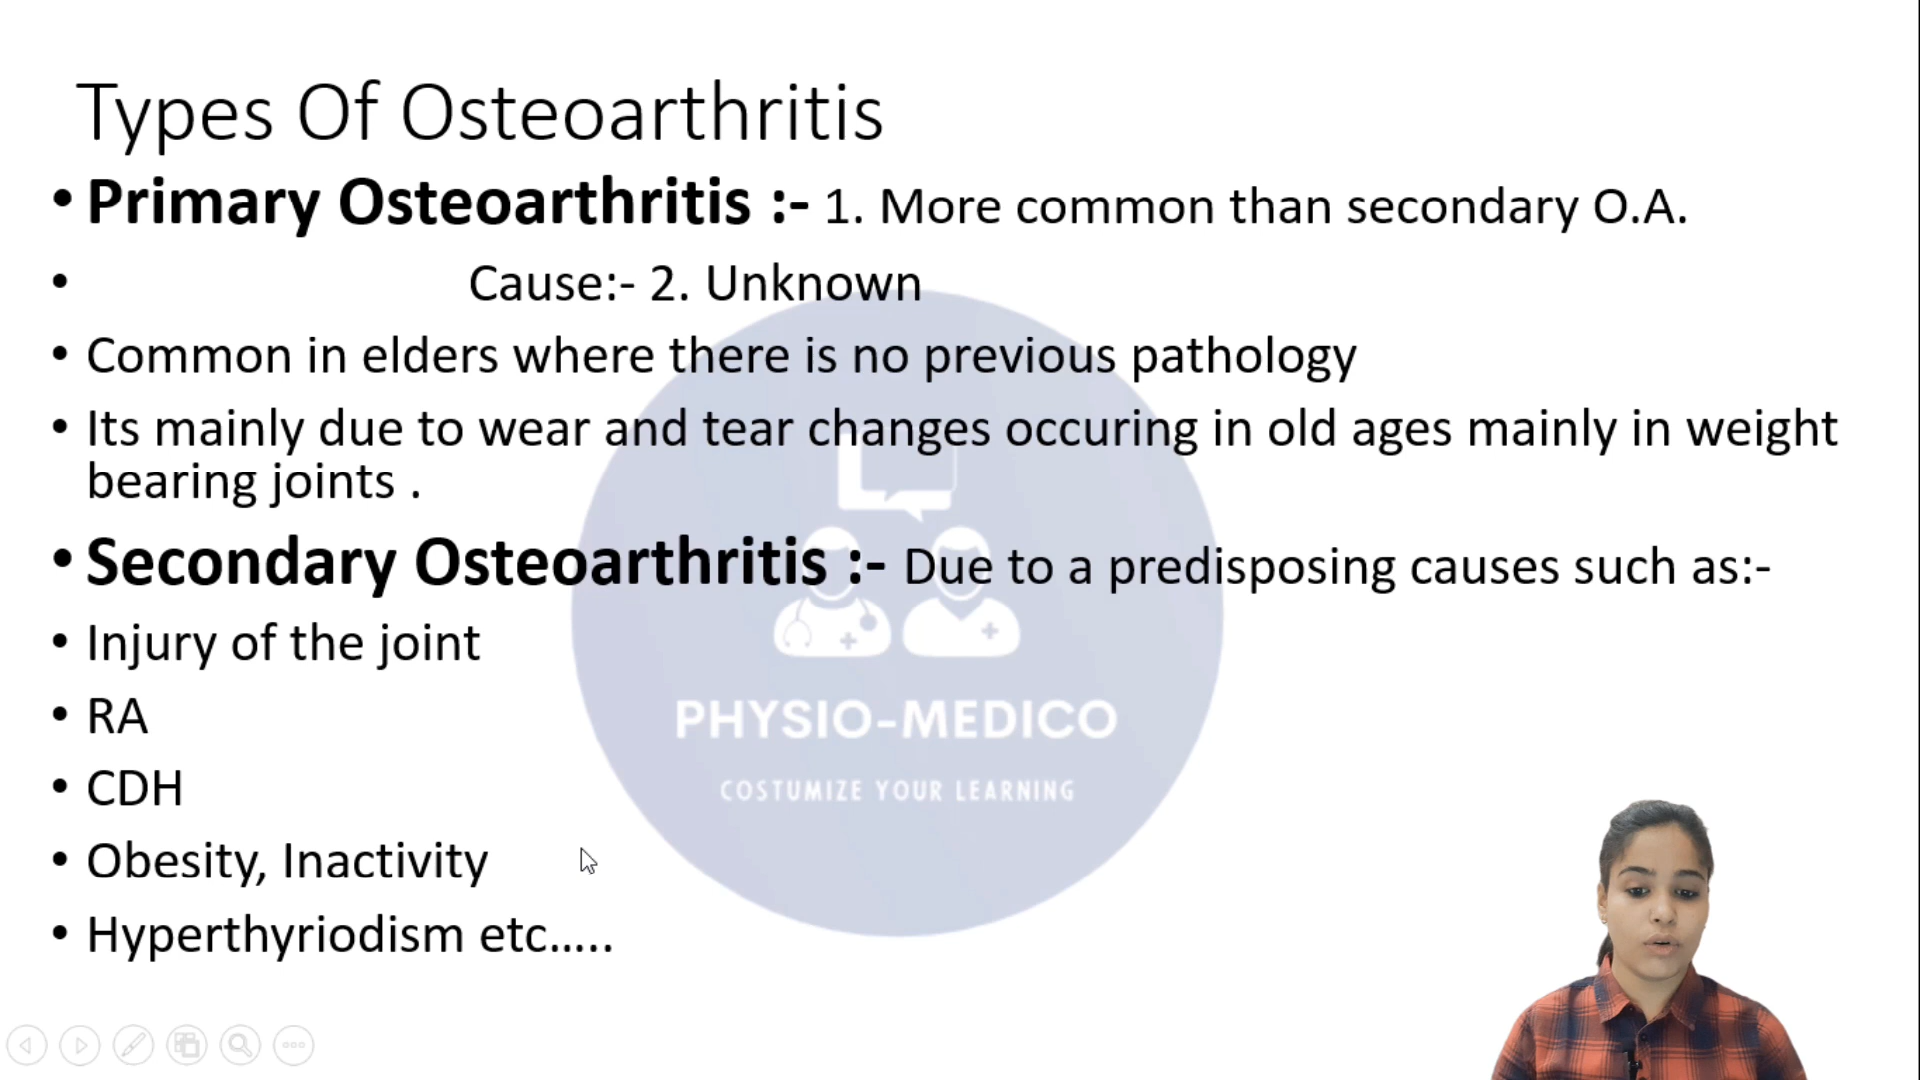 Types Of Osteoarthritis
• Primary Osteoarthritis :- 1. More common than secondary O.A.
• Cause:- 2. Unknown
• Common in elders where there is no previous pathology
• Its mainly due to wear and tear changes occuring in old ages mainly in weight
bearing joints .
• Secondary Osteoarthritis :- Due to a predisposing causes such as:-
• Injury of the joint
• RA
• CDH
• Obesity, Inactivity
• Hyperthyriodism etc…..
PHYSIO-MEDICO
COSTUMIZE YOUR LEARNING